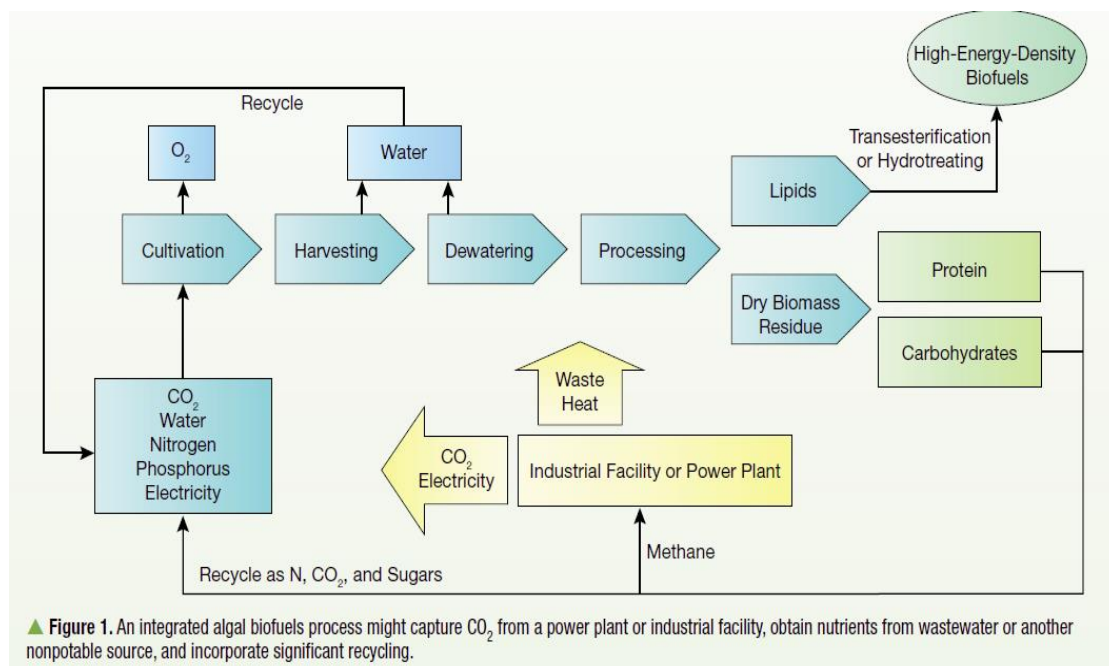 High-Energy-Density
Biofuels
Recycle
O₂
Water
Transesterification
or Hydrotreating
Lipids
Cultivation
Harvesting
Dewatering
Processing
Protein
Dry Biomass
Residue
Carbohydrates
Waste
Heat
CO₂
Water
Nitrogen
Phosphorus
Electricity
CO₂
Electricity
Industrial Facility or Power Plant
Methane
Recycle as N, CO₂, and Sugars
▲ Figure 1. An integrated algal biofuels process might capture CO₂ from a power plant or industrial facility, obtain nutrients from wastewater or another
nonpotable source, and incorporate significant recycling.